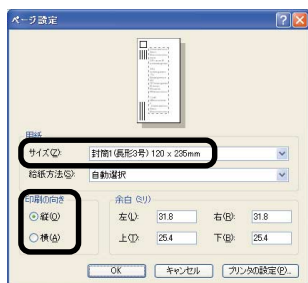 ページ設定
用紙
サイズ(Z): 封筒1(長形3号) 120 x 235mm
給紙方法(S): 自動選択
印刷の向き
縦(O)
横(A)
余白 (ミリ)
左(L): 31.8 右(R): 31.8
上(T): 25.4 下(B): 25.4
OK キャンセル プリンタの設定(P)...